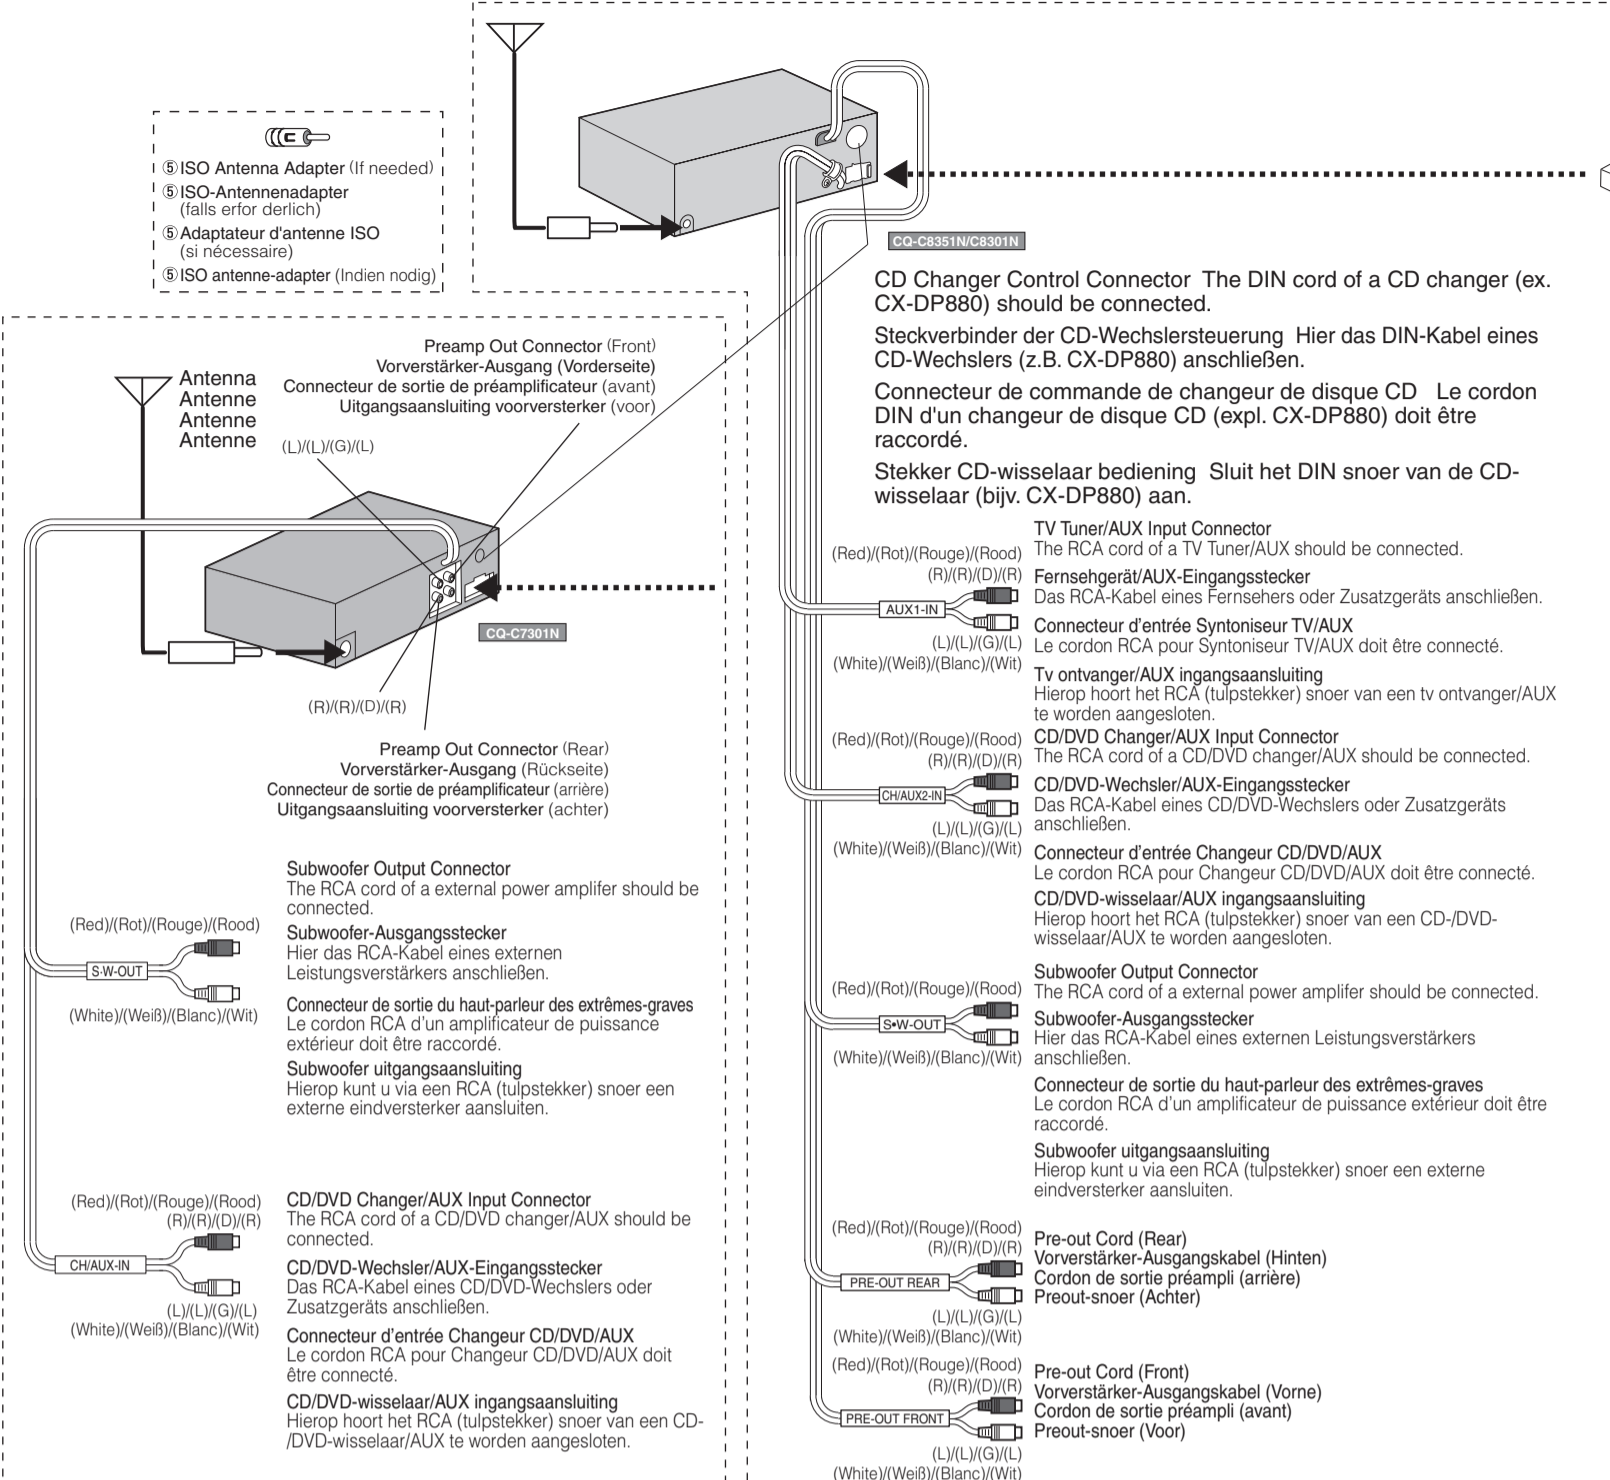 ⑤ISO Antenna Adapter (If needed)
⑤ISO-Antennenadapter
(falls erfor derlich)
⑤Adaptateur d'antenne ISO
(si nécessaire)
⑤ISO antenne-adapter (Indien nodig)
CQ-C8351N/C8301N
CD Changer Control Connector The DIN cord of a CD changer (ex.
CX-DP880) should be connected.
Steckverbinder der CD-Wechslersteuerung Hier das DIN-Kabel eines
CD-Wechslers (z.B. CX-DP880) anschließen.
Connecteur de commande de changeur de disque CD Le cordon
DIN d'un changeur de disque CD (expl. CX-DP880) doit être
raccordé.
Stekker CD-wisselaar bediening Sluit het DIN snoer van de CD-
wisselaar (bijv. CX-DP880) aan.
Preamp Out Connector (Front)
Vorverstärker-Ausgang (Vorderseite)
Connecteur de sortie de préamplificateur (avant)
Uitgangsaansluiting voorversterker (voor)
Antenna
Antenne
Antenne
Antenne
(L)/(L)/(G)/(L)
CQ-C7301N
(R)/(R)/(D)/(R)
Preamp Out Connector (Rear)
Vorverstärker-Ausgang (Rückseite)
Connecteur de sortie de préamplificateur (arrière)
Uitgangsaansluiting voorversterker (achter)
Subwoofer Output Connector
The RCA cord of a external power amplifer should be
connected.
(Red)/(Rot)/(Rouge)/(Rood)
Subwoofer-Ausgangsstecker
Hier das RCA-Kabel eines externen
Leistungsverstärkers anschließen.
S·W-OUT
(White)/(Weiß)/(Blanc)/(Wit)
Connecteur de sortie du haut-parleur des extrêmes-graves
Le cordon RCA d'un amplificateur de puissance
extérieur doit être raccordé.
Subwoofer uitgangsaansluiting
Hierop kunt u via een RCA (tulpstekker) snoer een
externe eindversterker aansluiten.
(Red)/(Rot)/(Rouge)/(Rood)
(R)/(R)/(D)/(R)
CD/DVD Changer/AUX Input Connector
The RCA cord of a CD/DVD changer/AUX should be
connected.
CH/AUX-IN
CD/DVD-Wechsler/AUX-Eingangsstecker
Das RCA-Kabel eines CD/DVD-Wechslers oder
Zusatzgeräts anschließen.
(L)/(L)/(G)/(L)
(White)/(Weiß)/(Blanc)/(Wit)
Connecteur d'entrée Changeur CD/DVD/AUX
Le cordon RCA pour Changeur CD/DVD/AUX doit
être connecté.
CD/DVD-wisselaar/AUX ingangsaansluiting
Hierop hoort het RCA (tulpstekker) snoer van een CD-
/DVD-wisselaar/AUX te worden aangesloten.
TV Tuner/AUX Input Connector
The RCA cord of a TV Tuner/AUX should be connected.
(Red)/(Rot)/(Rouge)/(Rood)
(R)/(R)/(D)/(R)
Fernsehgerät/AUX-Eingangsstecker
Das RCA-Kabel eines Fernsehers oder Zusatzgeräts anschließen.
AUX1-IN
Connecteur d'entrée Syntoniseur TV/AUX
Le cordon RCA pour Syntoniseur TV/AUX doit être connecté.
(L)/(L)/(G)/(L)
(White)/(Weiß)/(Blanc)/(Wit)
Tv ontvanger/AUX ingangsaansluiting
Hierop hoort het RCA (tulpstekker) snoer van een tv ontvanger/AUX
te worden aangesloten.
(Red)/(Rot)/(Rouge)/(Rood)
(R)/(R)/(D)/(R)
CD/DVD Changer/AUX Input Connector
The RCA cord of a CD/DVD changer/AUX should be connected.
CH/AUX2-IN
CD/DVD-Wechsler/AUX-Eingangsstecker
Das RCA-Kabel eines CD/DVD-Wechslers oder Zusatzgeräts
anschließen.
(L)/(L)/(G)/(L)
(White)/(Weiß)/(Blanc)/(Wit)
Connecteur d'entrée Changeur CD/DVD/AUX
Le cordon RCA pour Changeur CD/DVD/AUX doit être connecté.
CD/DVD-wisselaar/AUX ingangsaansluiting
Hierop hoort het RCA (tulpstekker) snoer van een CD-/DVD-
wisselaar/AUX te worden aangesloten.
Subwoofer Output Connector
The RCA cord of a external power amplifer should be connected.
(Red)/(Rot)/(Rouge)/(Rood)
S•W-OUT
Subwoofer-Ausgangsstecker
Hier das RCA-Kabel eines externen Leistungsverstärkers
anschließen.
(White)/(Weiß)/(Blanc)/(Wit)
Connecteur de sortie du haut-parleur des extrêmes-graves
Le cordon RCA d'un amplificateur de puissance extérieur doit être
raccordé.
Subwoofer uitgangsaansluiting
Hierop kunt u via een RCA (tulpstekker) snoer een externe
eindversterker aansluiten.
(Red)/(Rot)/(Rouge)/(Rood)
(R)/(R)/(D)/(R)
PRE-OUT REAR
Pre-out Cord (Rear)
Vorverstärker-Ausgangskabel (Hinten)
Cordon de sortie préampli (arrière)
Preout-snoer (Achter)
(L)/(L)/(G)/(L)
(White)/(Weiß)/(Blanc)/(Wit)
(Red)/(Rot)/(Rouge)/(Rood)
(R)/(R)/(D)/(R)
PRE-OUT FRONT
Pre-out Cord (Front)
Vorverstärker-Ausgangskabel (Vorne)
Cordon de sortie préampli (avant)
Preout-snoer (Voor)
(L)/(L)/(G)/(L)
(White)/(Weiß)/(Blanc)/(Wit)